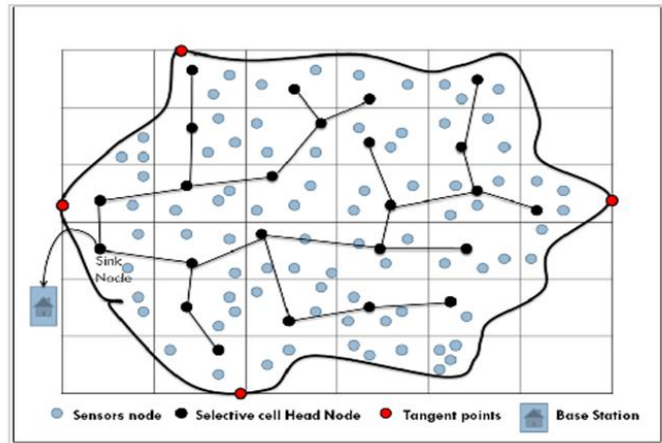 Sink
Node
Sensors node
Selective cell Head Node
Tangent points
Base Station